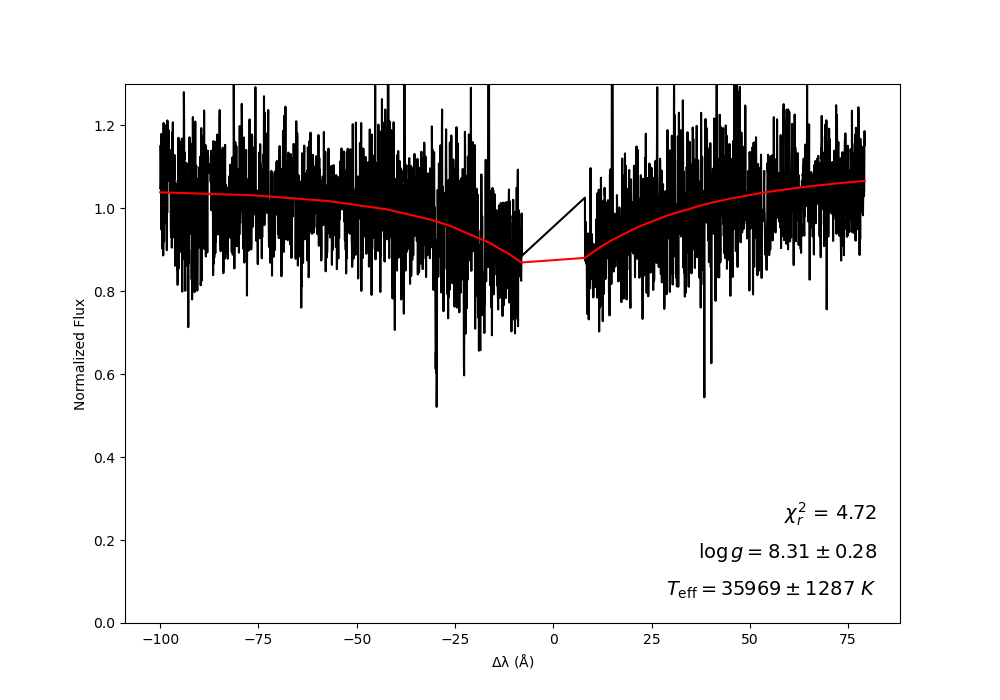 Normalized Flux
1.2
1.0
0.8
0.6
0.4
0.2
0.0
χ²ᵣ = 4.72
log g = 8.31 ± 0.28
T_eff = 35969 ± 1287 K
−100 −75 −50 −25 0 25 50 75
Δλ (Å)